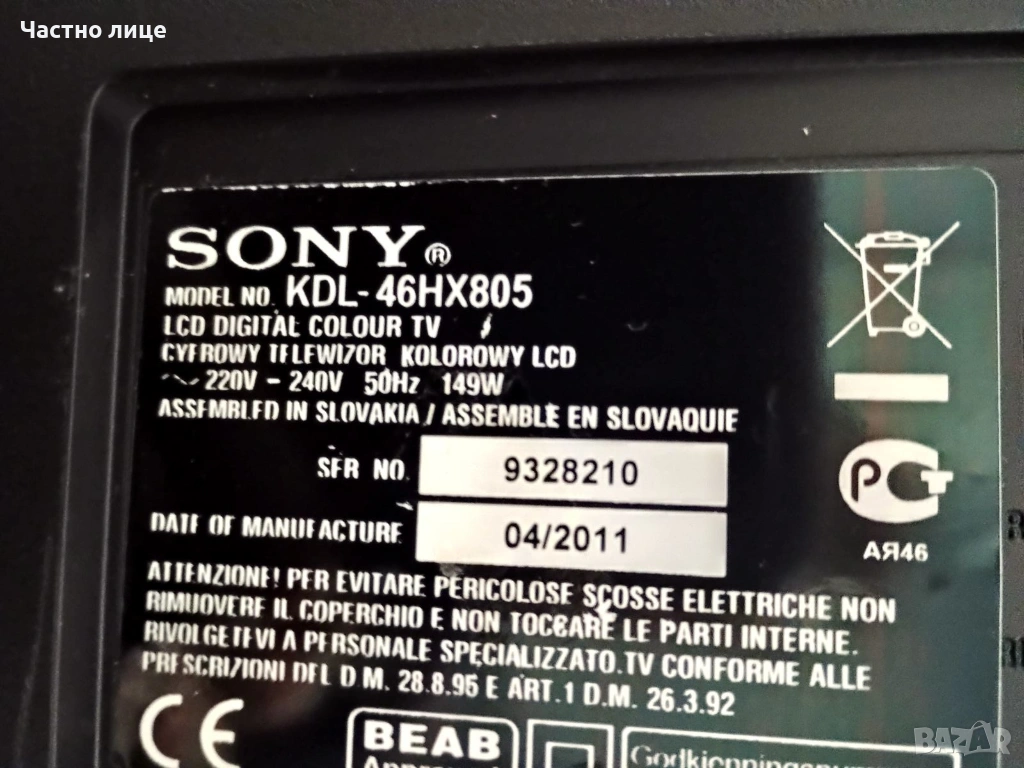 Частно лице
SONY®
MODEL NO. KDL-46HX805
LCD DIGITAL COLOUR TV
CYFROWY TELEWIZOR KOLOROWY LCD
220V - 240V 50Hz 149W
ASSEMBLED IN SLOVAKIA / ASSEMBLE EN SLOVAQUIE
SER NO. 9328210
DATE OF MANUFACTURE 04/2011
PCT
АЯ46
ATTENZIONE! PER EVITARE PERICOLOSE SCOSSE ELETTRICHE NON
RIMUOVERE IL COPERCHIO E NON TOCCARE LE PARTI INTERNE.
RIVOLGETEVI A PERSONALE SPECIALIZZATO.TV CONFORME ALLE
PRESCRIZIONI DEL D M. 28.8.95 E ART.1 D.M. 26.3.92
CE
BEAB
BAZAR